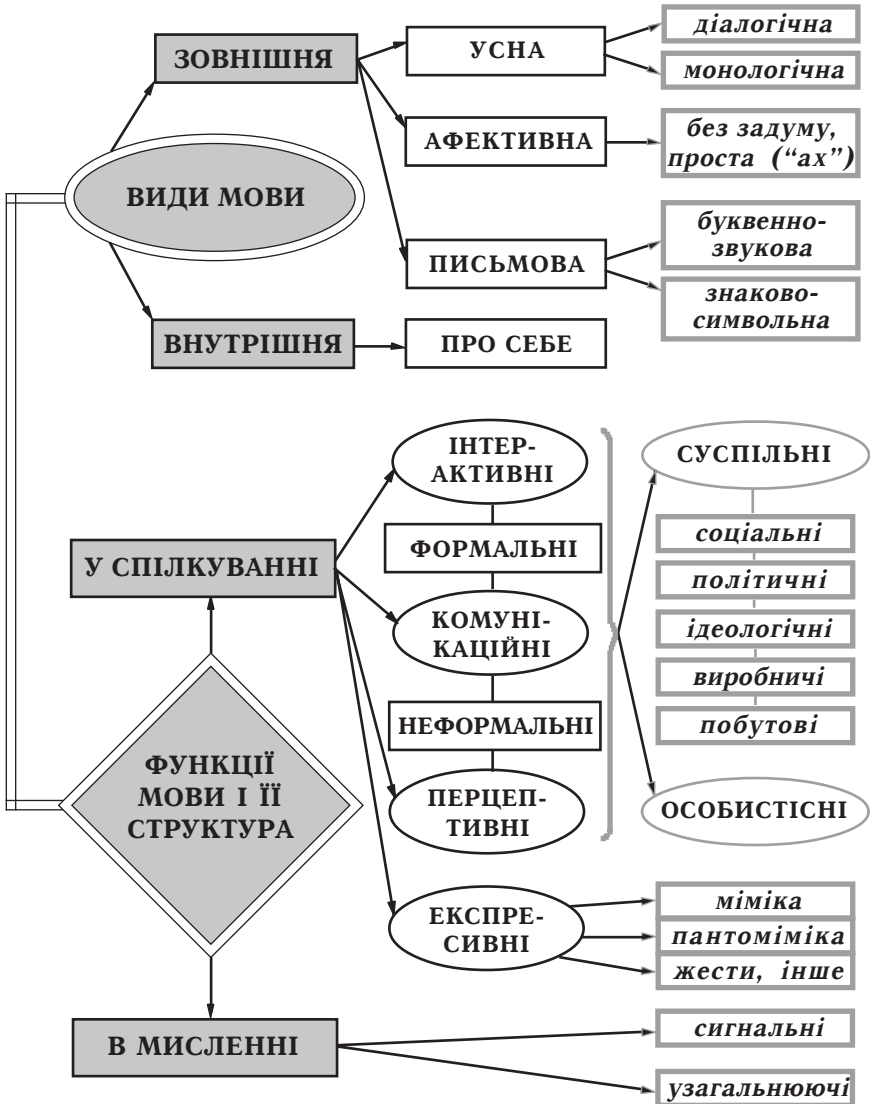 ЗОВНІШНЯ
УСНА
діалогічна
монологічна
АФЕКТИВНА
без задуму,
проста (“ах”)
ВИДИ МОВИ
ПИСЬМОВА
буквенно-
звукова
знаково-
символьна
ВНУТРІШНЯ
ПРО СЕБЕ
ІНТЕР-
АКТИВНІ
СУСПІЛЬНІ
ФОРМАЛЬНІ
соціальні
У СПІЛКУВАННІ
політичні
КОМУНІ-
КАЦІЙНІ
ідеологічні
виробничі
НЕФОРМАЛЬНІ
побутові
ФУНКЦІЇ
МОВИ І ЇЇ
СТРУКТУРА
ПЕРЦЕП-
ТИВНІ
ОСОБИСТІСНІ
ЕКСПРЕ-
СИВНІ
міміка
пантоміміка
жести, інше
В МИСЛЕННІ
сигнальні
узагальнюючі